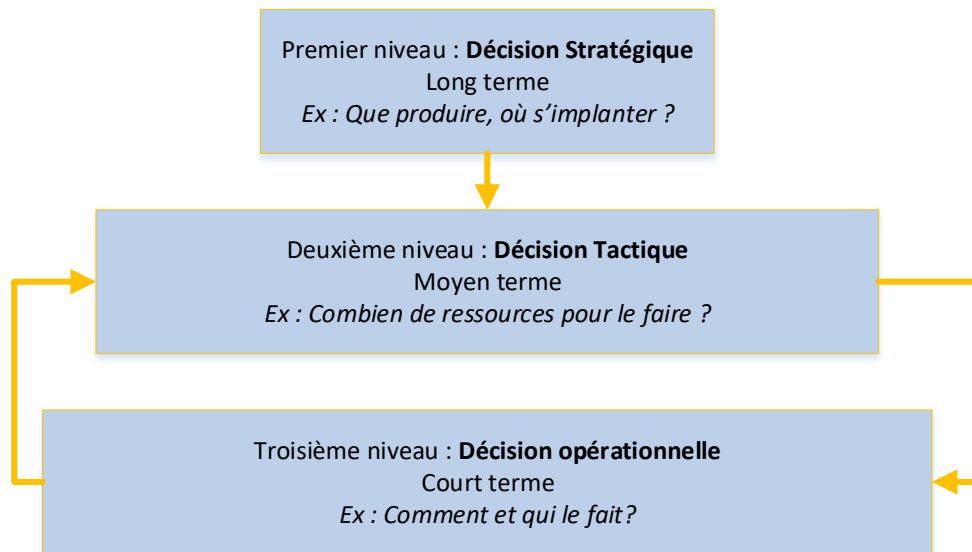 Premier niveau : Décision Stratégique
Long terme
Ex : Que produire, où s’implanter ?
Deuxième niveau : Décision Tactique
Moyen terme
Ex : Combien de ressources pour le faire ?
Troisième niveau : Décision opérationnelle
Court terme
Ex : Comment et qui le fait?